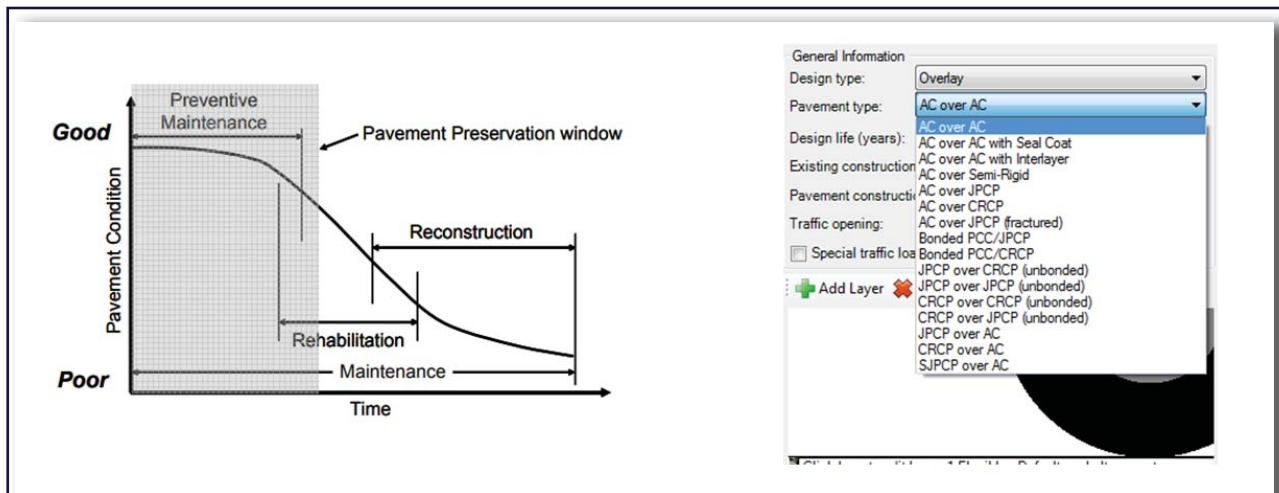 Preventive
Maintenance
Good
Pavement Preservation window
Pavement Condition
Reconstruction
Rehabilitation
Maintenance
Poor
Time
General Information
Design type: Overlay
Pavement type: AC over AC
AC over AC
AC over AC with Seal Coat
Design life (years):
AC over AC with Interlayer
Existing construction
AC over Semi-Rigid
AC over JPCP
Pavement constructi
AC over CRCP
AC over JPCP (fractured)
Traffic opening:
Bonded PCC/JPCP
Bonded PCC/CRCP
Special traffic loa
JPCP over CRCP (unbonded)
JPCP over JPCP (unbonded)
Add Layer
CRCP over CRCP (unbonded)
CRCP over JPCP (unbonded)
JPCP over AC
CRCP over AC
SJPCP over AC